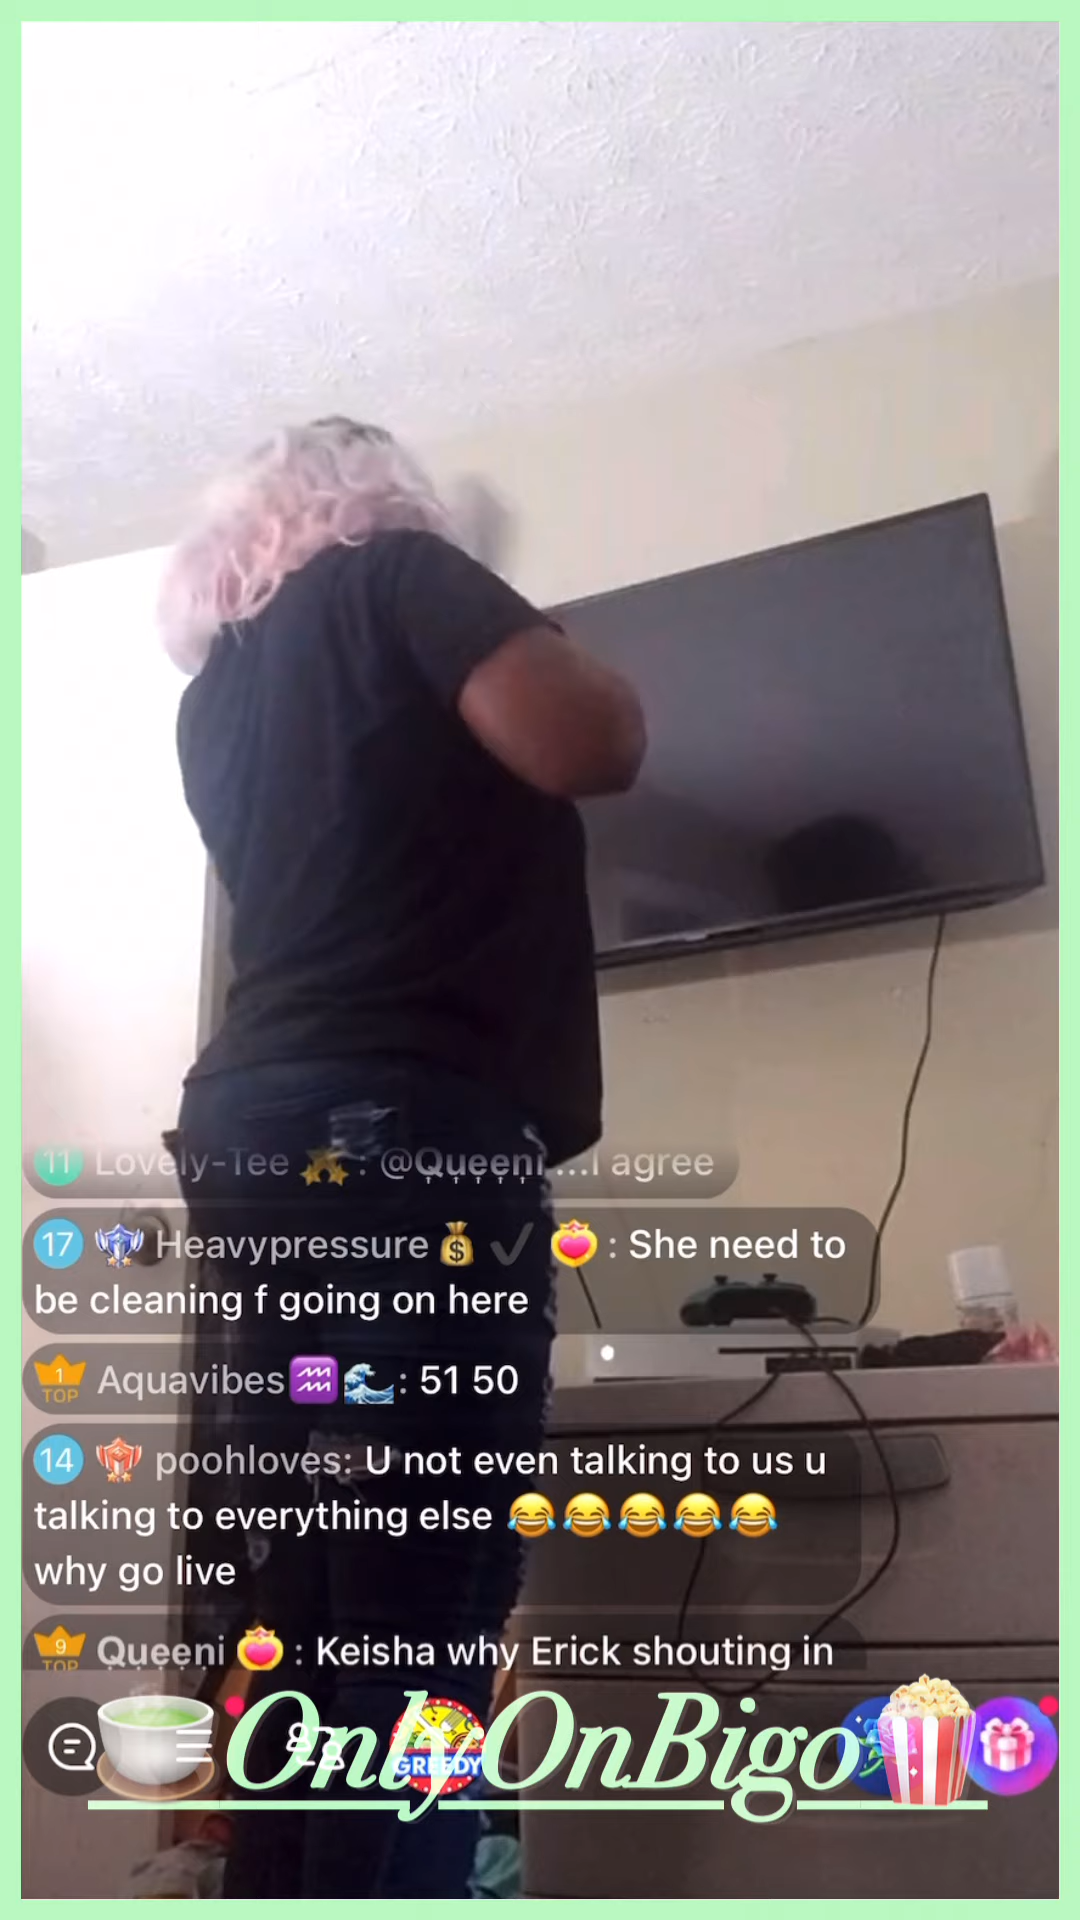 11 Lovely-Tee : @Queeni ...I agree
17 Heavypressure💰✔️ : She need to
be cleaning f going on here
1 TOP Aquavibes♒🌊: 51 50
14 poohloves: U not even talking to us u
talking to everything else 😂😂😂😂😂
why go live
9 TOP Queeni : Keisha why Erick shouting in
OnlyOnBigo
GREEDY